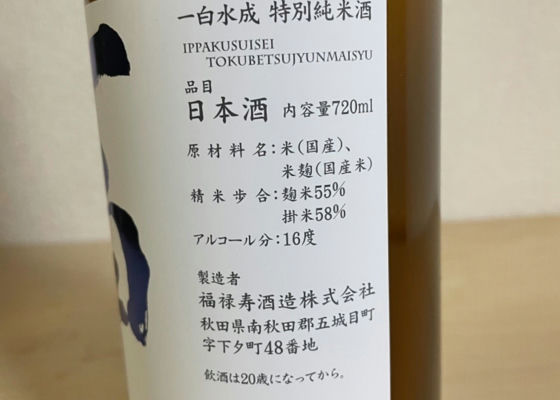 一白水成 特別純米酒
IPPAKUSUISEI
TOKUBETSUJYUNMAISYU
品目
日本酒 内容量720ml
原材料名：米（国産）、
米麹（国産米）
精米歩合：麹米55％
掛米58％
アルコール分：16度
製造者
福禄寿酒造株式会社
秋田県南秋田郡五城目町
字下タ町48番地
飲酒は20歳になってから。